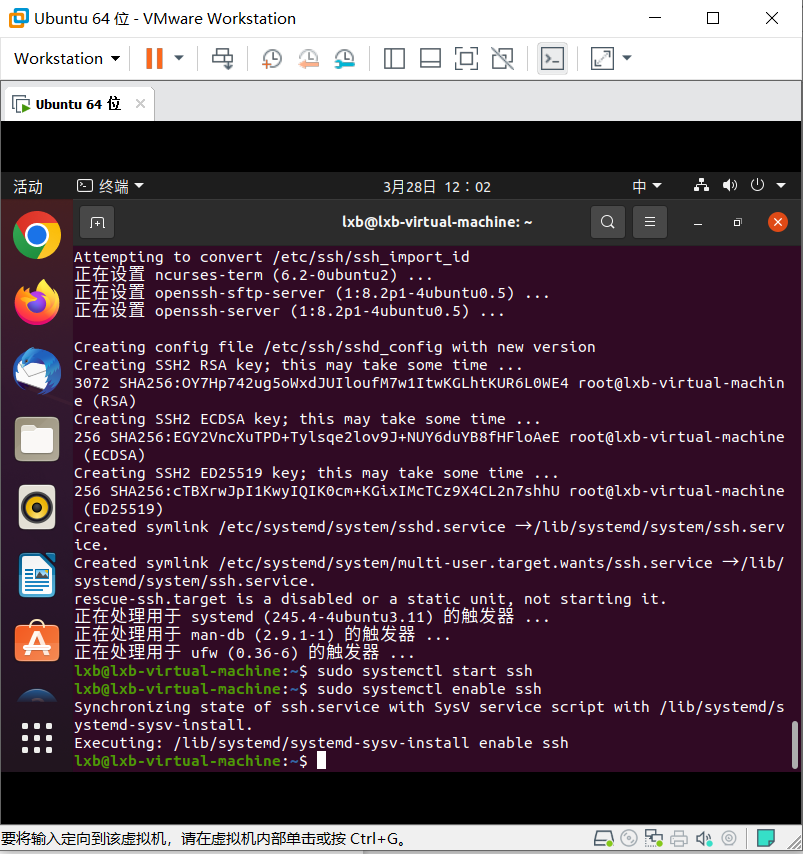 Ubuntu 64 位 - VMware Workstation
Workstation
Ubuntu 64 位
活动
终端
3月28日 12：02
中
lxb@lxb-virtual-machine: ~
Attempting to convert /etc/ssh/ssh_import_id
正在设置 ncurses-term (6.2-0ubuntu2) ...
正在设置 openssh-sftp-server (1:8.2p1-4ubuntu0.5) ...
正在设置 openssh-server (1:8.2p1-4ubuntu0.5) ...
Creating config file /etc/ssh/sshd_config with new version
Creating SSH2 RSA key; this may take some time ...
3072 SHA256:OY7Hp742ug5oWxdJUIloufM7w1ItwKGLhtKUR6L0WE4 root@lxb-virtual-machin
e (RSA)
Creating SSH2 ECDSA key; this may take some time ...
256 SHA256:EGY2VncXuTPD+Tylsqe2lov9J+NUY6duYB8fHFloAeE root@lxb-virtual-machine
(ECDSA)
Creating SSH2 ED25519 key; this may take some time ...
256 SHA256:cTBXrwJpI1KwyIQIK0cm+KGixIMcTCz9X4CL2n7shhU root@lxb-virtual-machine
(ED25519)
Created symlink /etc/systemd/system/sshd.service →/lib/systemd/system/ssh.serv
ice.
Created symlink /etc/systemd/system/multi-user.target.wants/ssh.service →/lib/
systemd/system/ssh.service.
rescue-ssh.target is a disabled or a static unit, not starting it.
正在处理用于 systemd (245.4-4ubuntu3.11) 的触发器 ...
正在处理用于 man-db (2.9.1-1) 的触发器 ...
正在处理用于 ufw (0.36-6) 的触发器 ...
lxb@lxb-virtual-machine:~$ sudo systemctl start ssh
lxb@lxb-virtual-machine:~$ sudo systemctl enable ssh
Synchronizing state of ssh.service with SysV service script with /lib/systemd/s
ystemd-sysv-install.
Executing: /lib/systemd/systemd-sysv-install enable ssh
lxb@lxb-virtual-machine:~$
要将输入定向到该虚拟机，请在虚拟机内部单击或按 Ctrl+G。